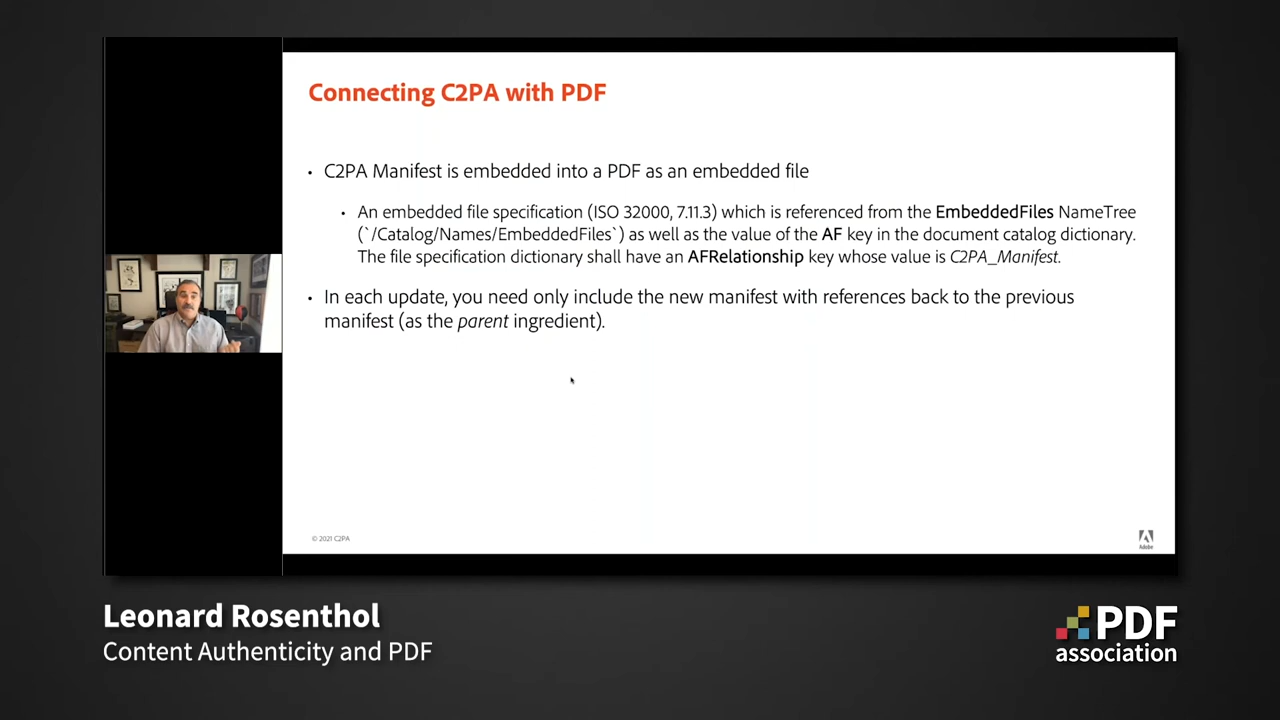 Connecting C2PA with PDF
• C2PA Manifest is embedded into a PDF as an embedded file
• An embedded file specification (ISO 32000, 7.11.3) which is referenced from the EmbeddedFiles NameTree
(`/Catalog/Names/EmbeddedFiles`) as well as the value of the AF key in the document catalog dictionary.
The file specification dictionary shall have an AFRelationship key whose value is C2PA_Manifest.
• In each update, you need only include the new manifest with references back to the previous
manifest (as the parent ingredient).
© 2021 C2PA
Adobe
Leonard Rosenthol
Content Authenticity and PDF
PDF
association